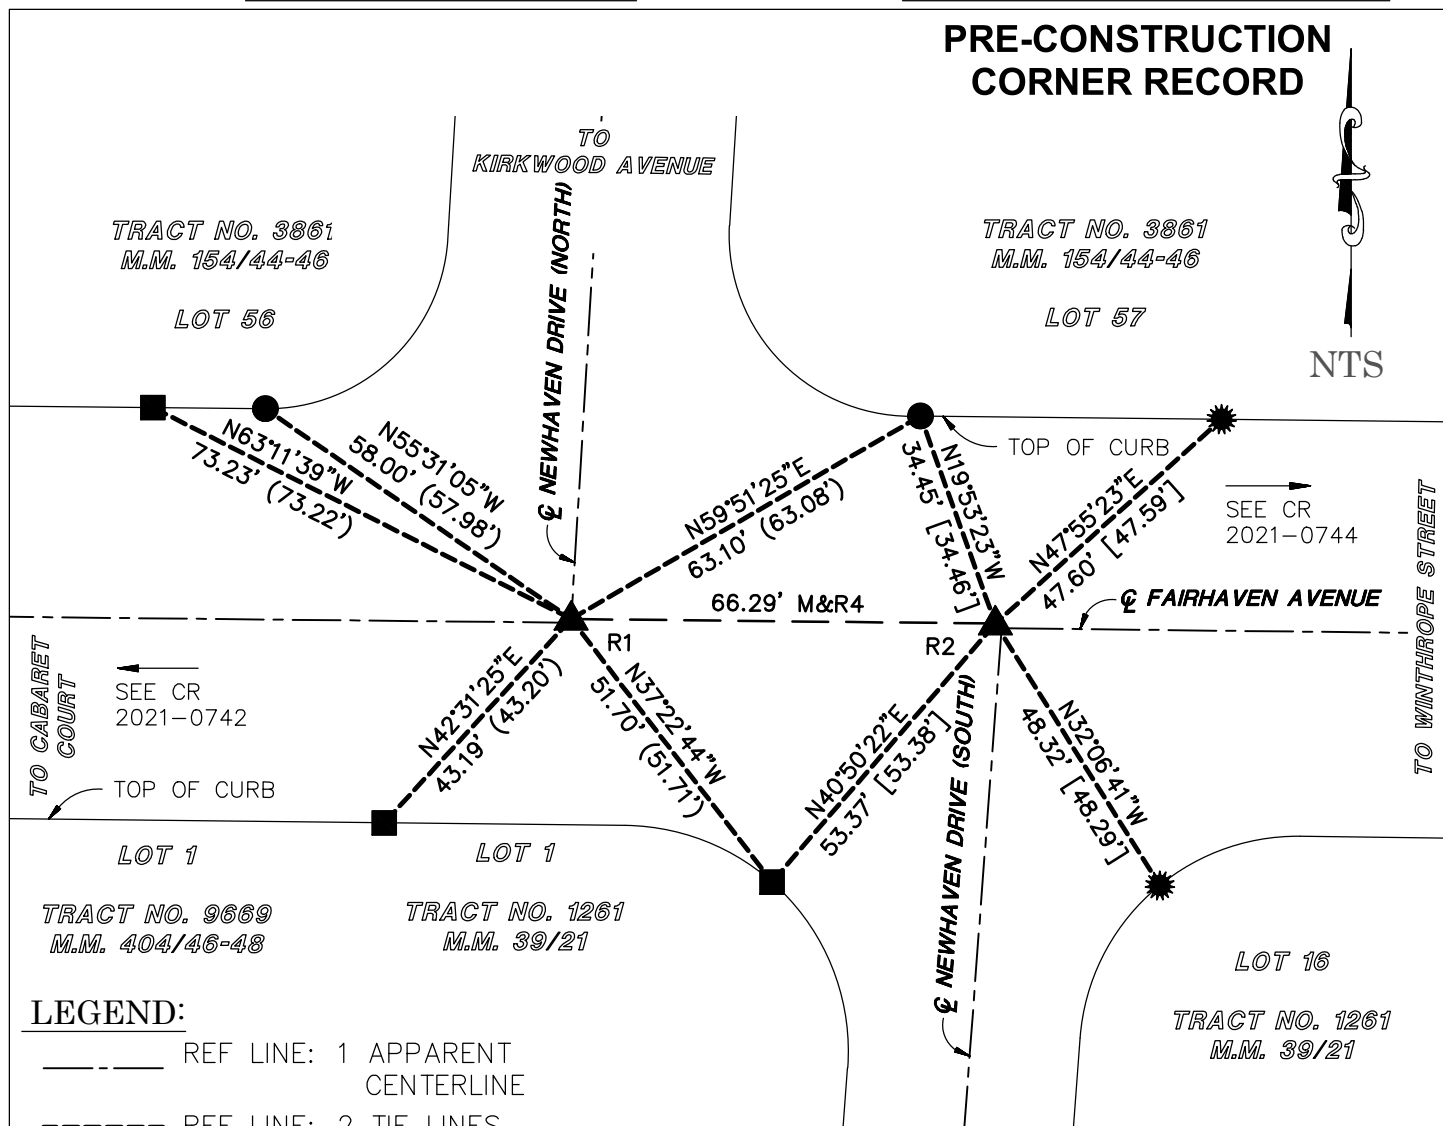 PRE-CONSTRUCTION
CORNER RECORD
NTS
TO
KIRKWOOD AVENUE
TRACT NO. 3861
M.M. 154/44-46
LOT 56
TRACT NO. 3861
M.M. 154/44-46
LOT 57
℄ NEWHAVEN DRIVE (NORTH)
N63°11'39"W
73.23' (73.22')
N55°31'05"W
58.00' (57.98')
N59°51'25"E
63.10' (63.08')
N19°53'23"W
34.45' [34.46']
TOP OF CURB
N47°55'23"E
47.60' [47.59']
SEE CR
2021-0744
TO WINTHROPE STREET
66.29' M&R4
℄ FAIRHAVEN AVENUE
R1
R2
TO CABARET
COURT
SEE CR
2021-0742
N42°31'25"E
43.19' (43.20')
N37°22'44"W
51.70' (51.71')
N40°50'22"E
53.37' [53.38']
℄ NEWHAVEN DRIVE (SOUTH)
N32°06'41"W
48.32' [48.29']
TOP OF CURB
LOT 1
TRACT NO. 9669
M.M. 404/46-48
LOT 1
TRACT NO. 1261
M.M. 39/21
LOT 16
TRACT NO. 1261
M.M. 39/21
LEGEND:
REF LINE: 1 APPARENT
CENTERLINE
REF LINE: 2 TIE LINES